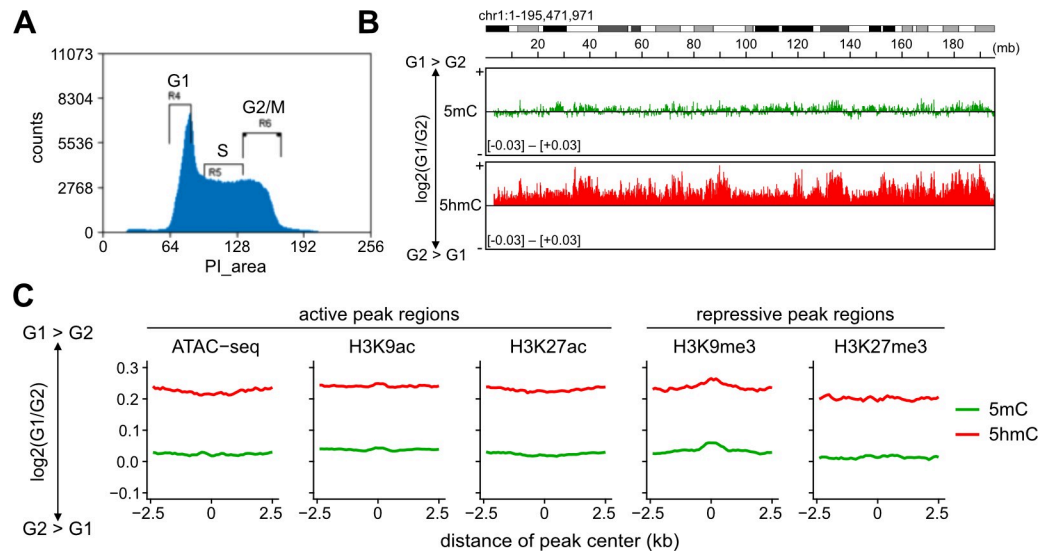 A
11073
8304
5536
2768
0
counts
G1
R4
S
R5
G2/M
R6
0 64 128 192 256
PI_area
B
chr1:1-195,471,971
20 40 60 80 100 120 140 160 180 (mb)
G1 > G2
log2(G1/G2)
G2 > G1
+
5mC
[-0.03] – [+0.03]
-
+
5hmC
[-0.03] – [+0.03]
-
C
active peak regions
repressive peak regions
G1 > G2
log2(G1/G2)
G2 > G1
ATAC−seq H3K9ac H3K27ac H3K9me3 H3K27me3
0.3
0.2
0.1
0.0
−0.1
−2.5 0 2.5 −2.5 0 2.5 −2.5 0 2.5 −2.5 0 2.5 −2.5 0 2.5
distance of peak center (kb)
5mC
5hmC